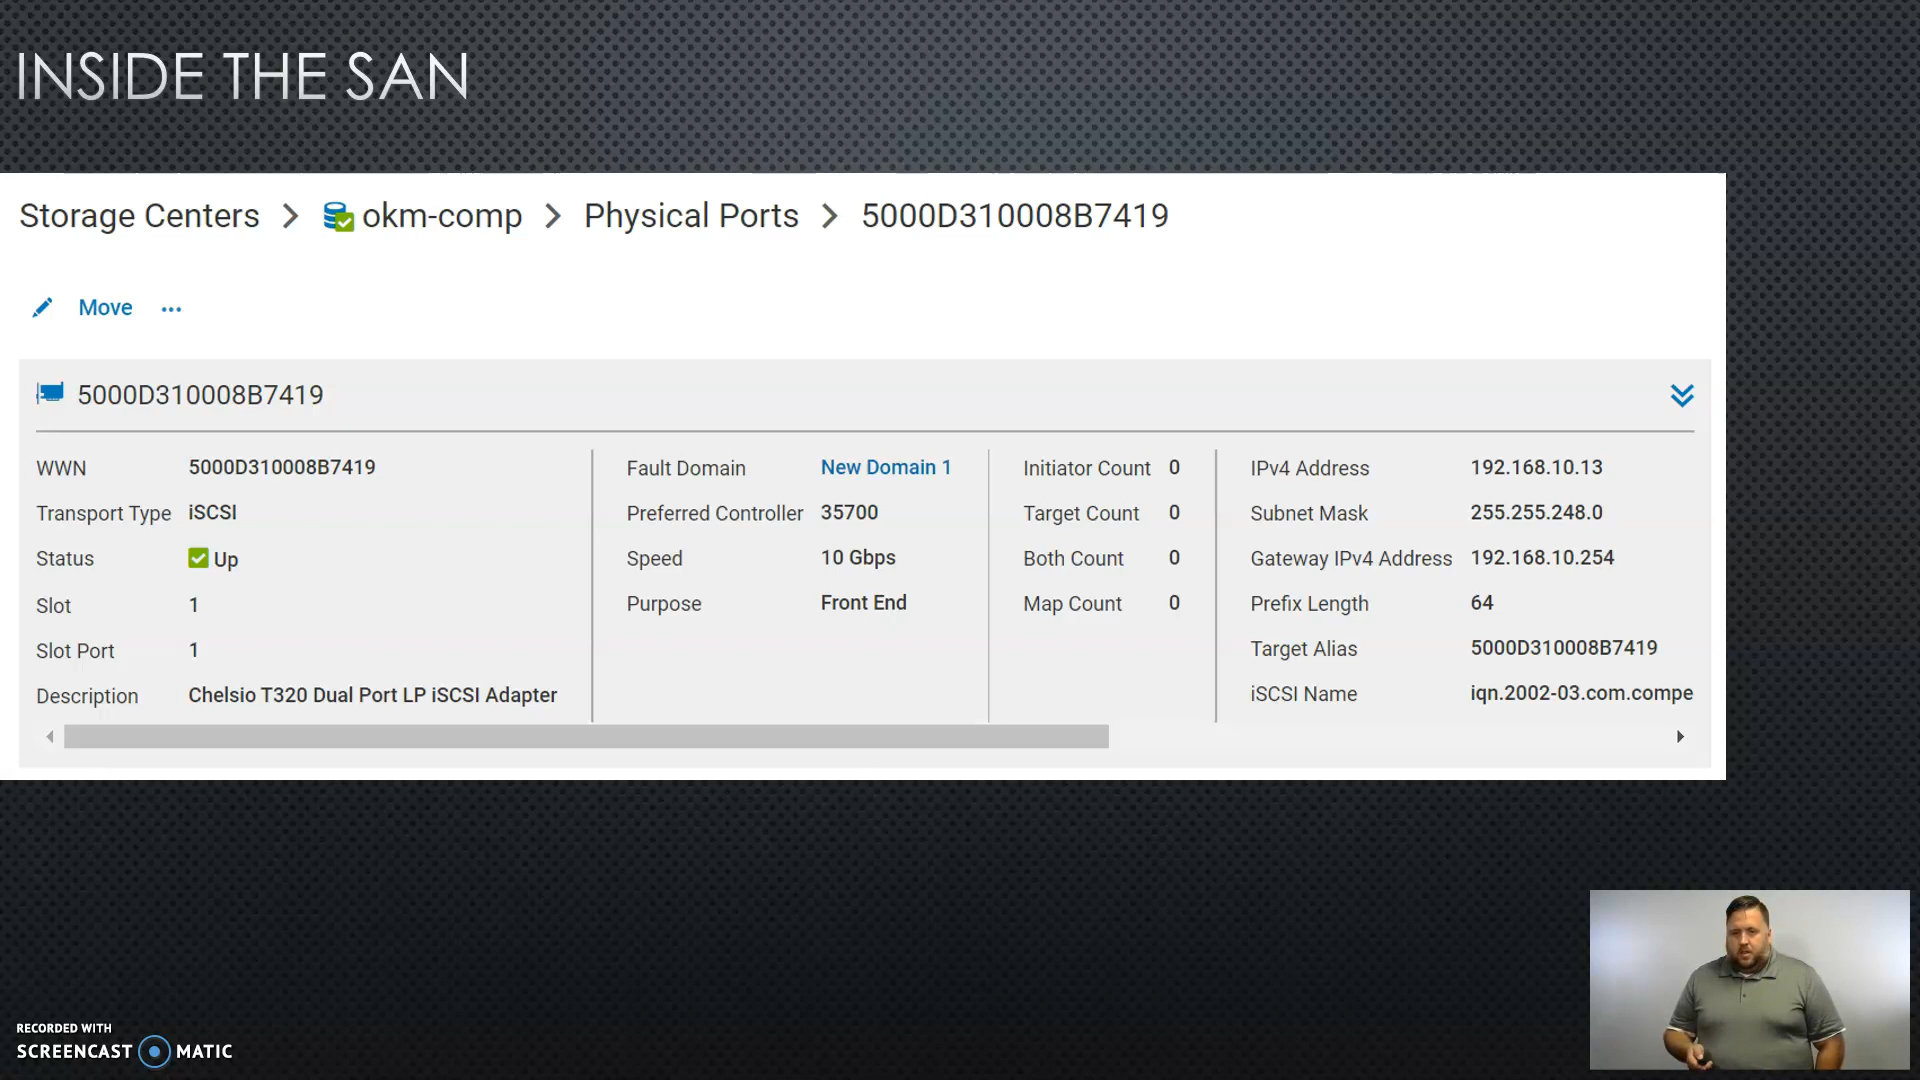 INSIDE THE SAN
Storage Centers > okm-comp > Physical Ports > 5000D310008B7419
Move ...
5000D310008B7419
WWN 5000D310008B7419
Transport Type iSCSI
Status Up
Slot 1
Slot Port 1
Description Chelsio T320 Dual Port LP iSCSI Adapter
Fault Domain New Domain 1
Preferred Controller 35700
Speed 10 Gbps
Purpose Front End
Initiator Count 0
Target Count 0
Both Count 0
Map Count 0
IPv4 Address 192.168.10.13
Subnet Mask 255.255.248.0
Gateway IPv4 Address 192.168.10.254
Prefix Length 64
Target Alias 5000D310008B7419
iSCSI Name iqn.2002-03.com.compe
RECORDED WITH
SCREENCAST MATIC